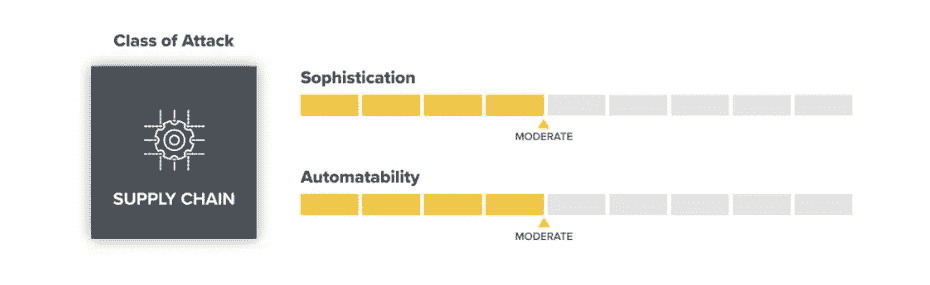 Class of Attack
SUPPLY CHAIN
Sophistication
MODERATE
Automatability
MODERATE